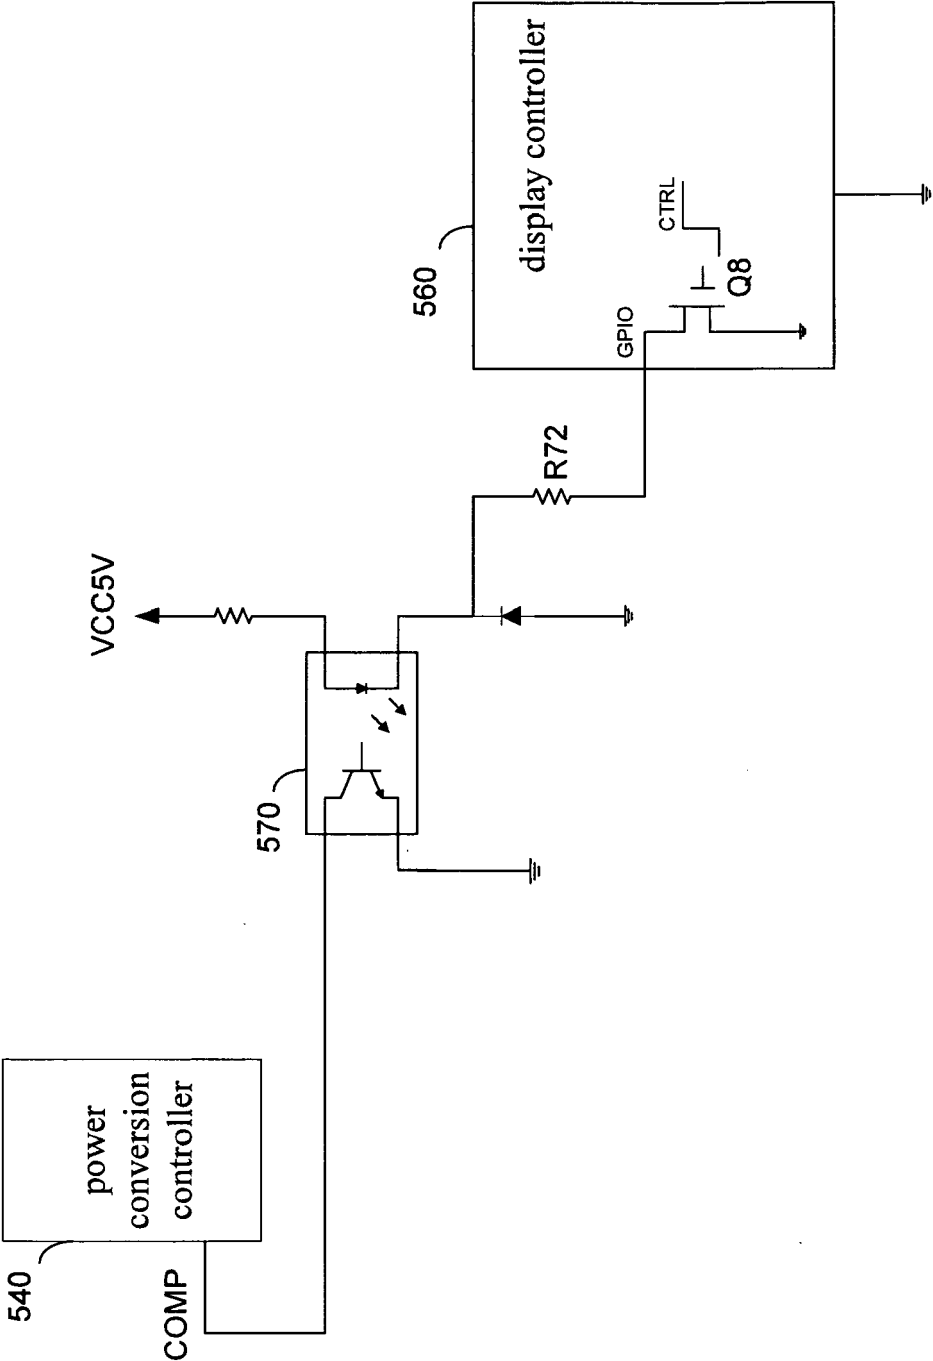 540
power
conversion
controller
COMP
570
VCC5V
R72
560
display controller
GPIO
CTRL
Q8